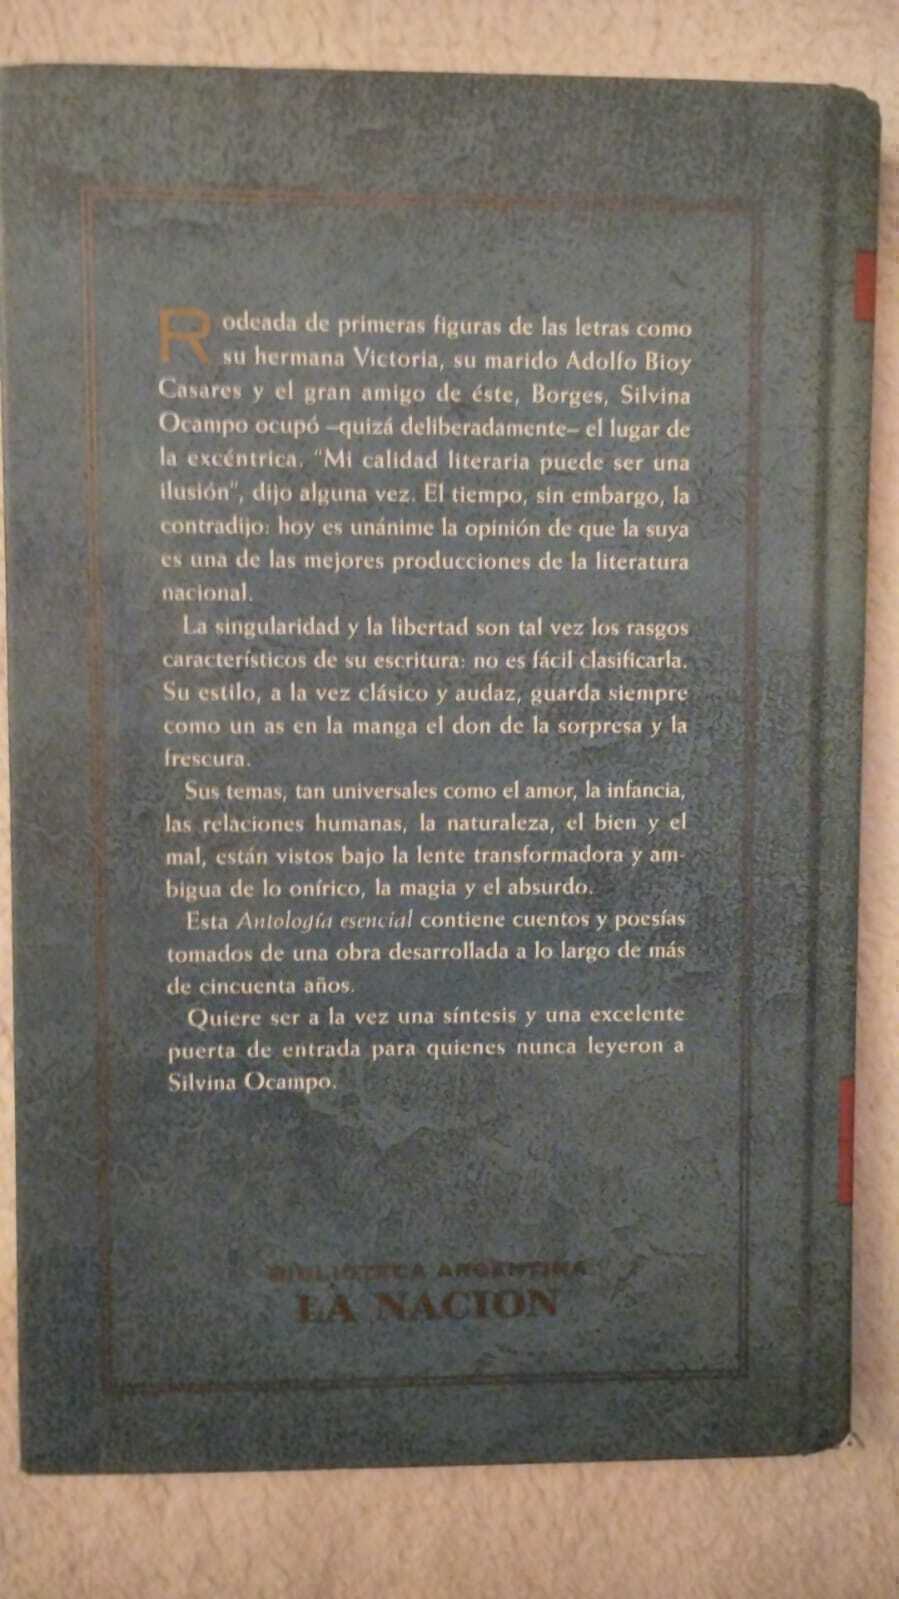 Rodeada de primeras figuras de las letras como
su hermana Victoria, su marido Adolfo Bioy
Casares y el gran amigo de éste, Borges, Silvina
Ocampo ocupó –quizá deliberadamente– el lugar de
la excéntrica. "Mi calidad literaria puede ser una
ilusión", dijo alguna vez. El tiempo, sin embargo, la
contradijo: hoy es unánime la opinión de que la suya
es una de las mejores producciones de la literatura
nacional.
La singularidad y la libertad son tal vez los rasgos
característicos de su escritura: no es fácil clasificarla.
Su estilo, a la vez clásico y audaz, guarda siempre
como un as en la manga el don de la sorpresa y la
frescura.
Sus temas, tan universales como el amor, la infancia,
las relaciones humanas, la naturaleza, el bien y el
mal, están vistos bajo la lente transformadora y am-
bigua de lo onírico, la magia y el absurdo.
Esta Antología esencial contiene cuentos y poesías
tomados de una obra desarrollada a lo largo de más
de cincuenta años.
Quiere ser a la vez una síntesis y una excelente
puerta de entrada para quienes nunca leyeron a
Silvina Ocampo.
BIBLIOTECA ARGENTINA
LA NACION